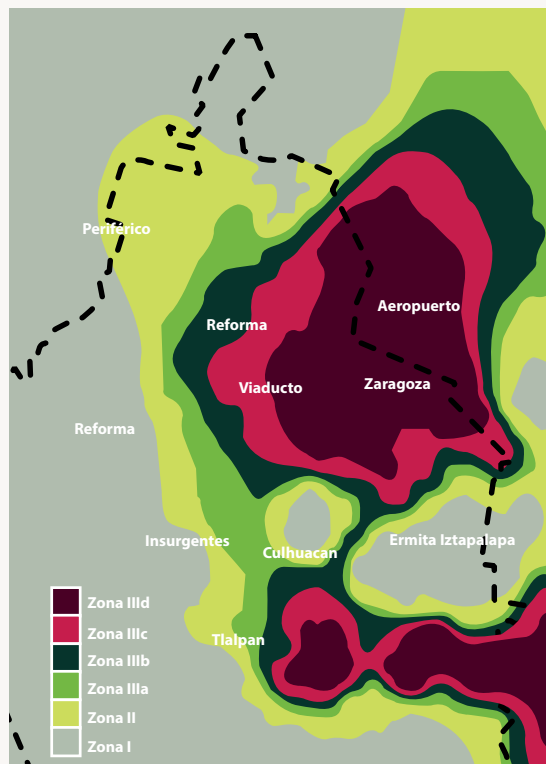 Periférico
Aeropuerto
Reforma
Viaducto
Zaragoza
Reforma
Insurgentes
Ermita Iztapalapa
Culhuacan
Tlalpan
Zona IIId
Zona IIIc
Zona IIIb
Zona IIIa
Zona II
Zona I